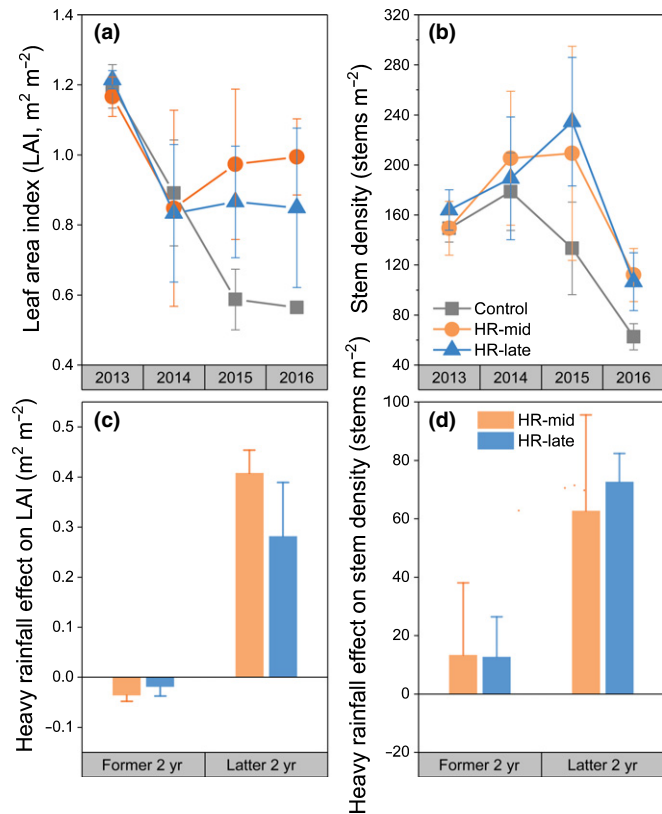 (a)
Leaf area index (LAI, m² m⁻²)
1.4
1.2
1.0
0.8
0.6
0.4
2013
2014
2015
2016
(b)
Stem density (stems m⁻²)
280
240
200
160
120
80
40
Control
HR-mid
HR-late
2013
2014
2015
2016
(c)
Heavy rainfall effect on LAI (m² m⁻²)
0.5
0.4
0.3
0.2
0.1
0.0
−0.1
Former 2 yr
Latter 2 yr
(d)
Heavy rainfall effect on stem density (stems m⁻²)
100
80
60
40
20
0
−20
HR-mid
HR-late
Former 2 yr
Latter 2 yr